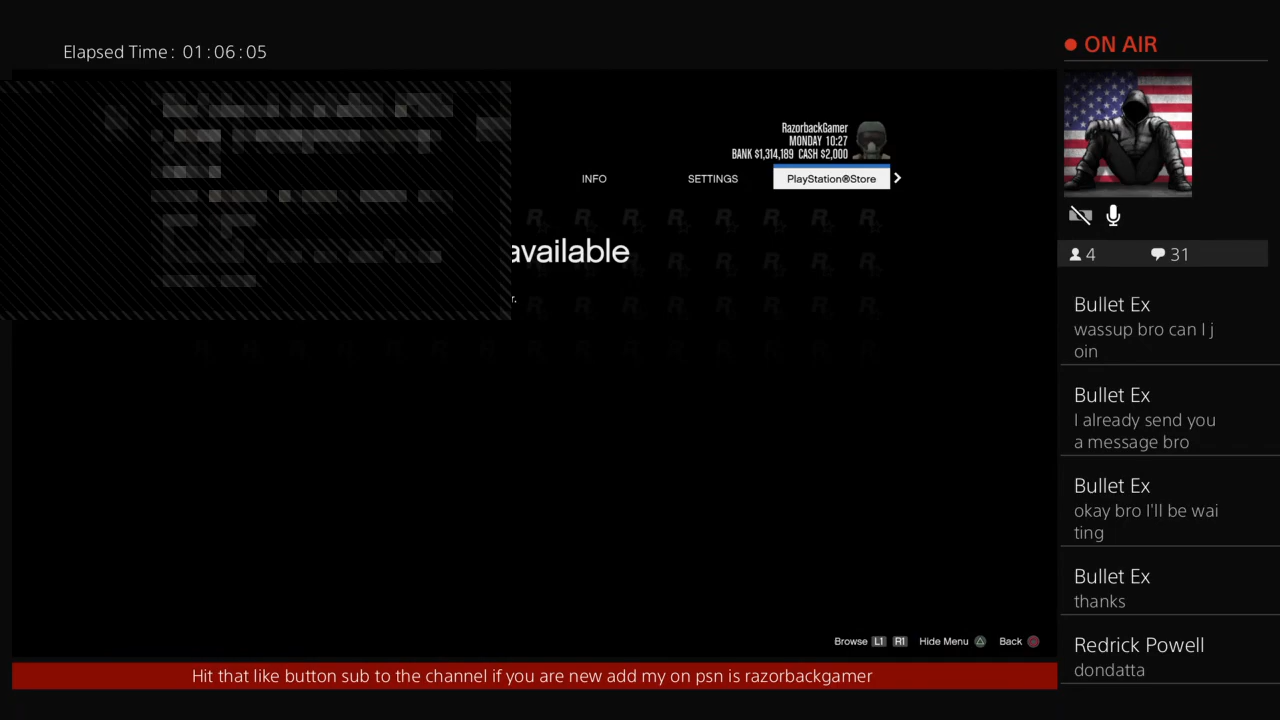 Elapsed Time: 01:06:05
ON AIR
RazorbackGamer
MONDAY 10:27
BANK $1,314,189 CASH $2,000
INFO SETTINGS PlayStation®Store
available
r.
4 31
Bullet Ex
wassup bro can I j
oin
Bullet Ex
I already send you
a message bro
Bullet Ex
okay bro I'll be wai
ting
Bullet Ex
thanks
Redrick Powell
dondatta
Browse L1 R1 Hide Menu Back
Hit that like button sub to the channel if you are new add my on psn is razorbackgamer